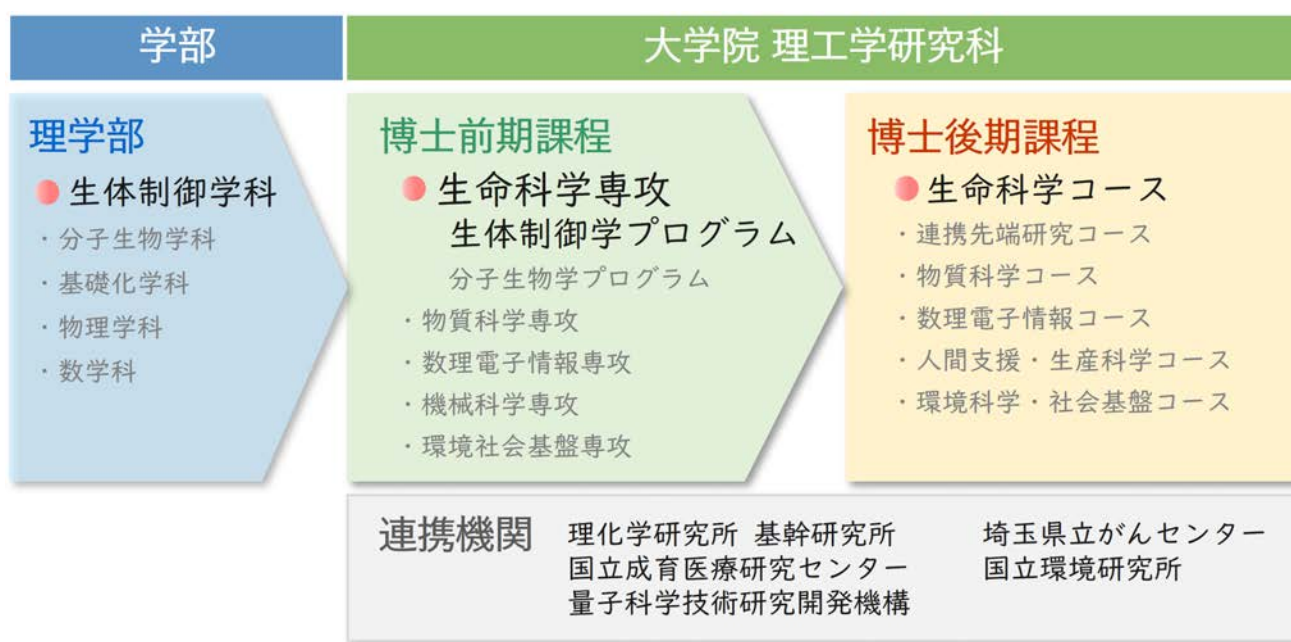 学部
大学院 理工学研究科
理学部
生体制御学科
・分子生物学科
・基礎化学科
・物理学科
・数学科
博士前期課程
生命科学専攻
生体制御学プログラム
分子生物学プログラム
・物質科学専攻
・数理電子情報専攻
・機械科学専攻
・環境社会基盤専攻
博士後期課程
生命科学コース
・連携先端研究コース
・物質科学コース
・数理電子情報コース
・人間支援・生産科学コース
・環境科学・社会基盤コース
連携機関
理化学研究所 基幹研究所
国立成育医療研究センター
量子科学技術研究開発機構
埼玉県立がんセンター
国立環境研究所